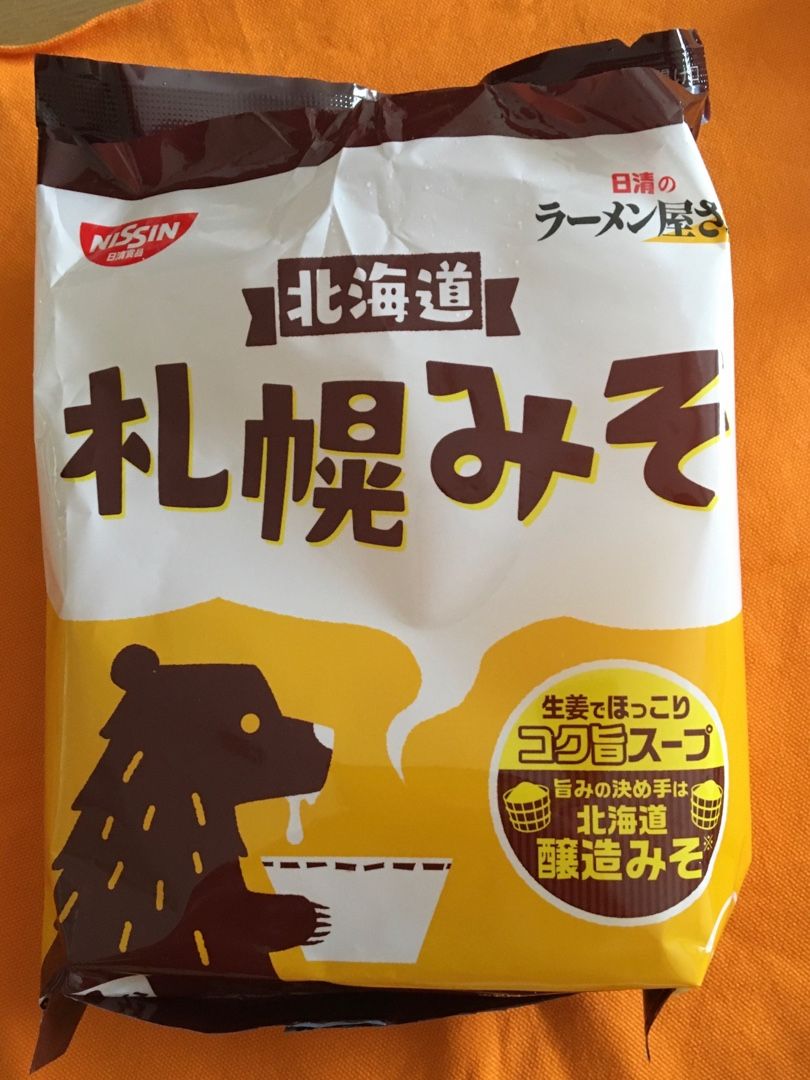 日清の
ラーメン屋さ
NISSIN
日清食品
北海道
札幌みそ
生姜でほっこり
コク旨スープ
旨みの決め手は
北海道
醸造みそ※